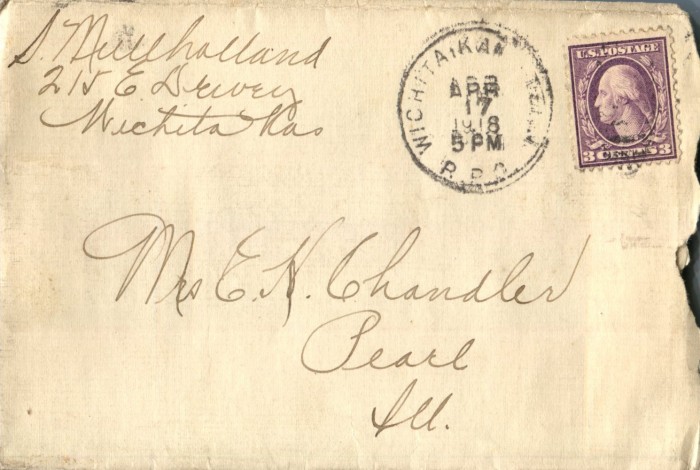 S. Mullholland
215 E Dewey
Wichita Kas
WICHITA, KAN
APR
17
1918
5 PM
R.P.O.
U.S. POSTAGE
3 CENTS 3
Mrs E. H. Chandler
Pearl
Ill.